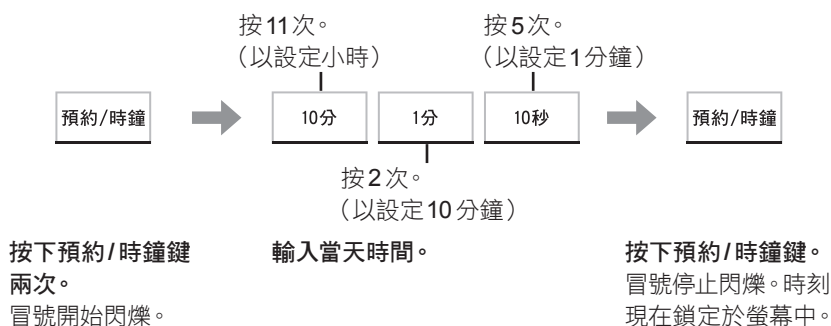 按11次。
（以設定小時）
按5次。
（以設定1分鐘）
預約/時鐘
10分
1分
10秒
預約/時鐘
按2次。
（以設定10分鐘）
按下預約/時鐘鍵
兩次。
冒號開始閃爍。
輸入當天時間。
按下預約/時鐘鍵。
冒號停止閃爍。時刻
現在鎖定於螢幕中。